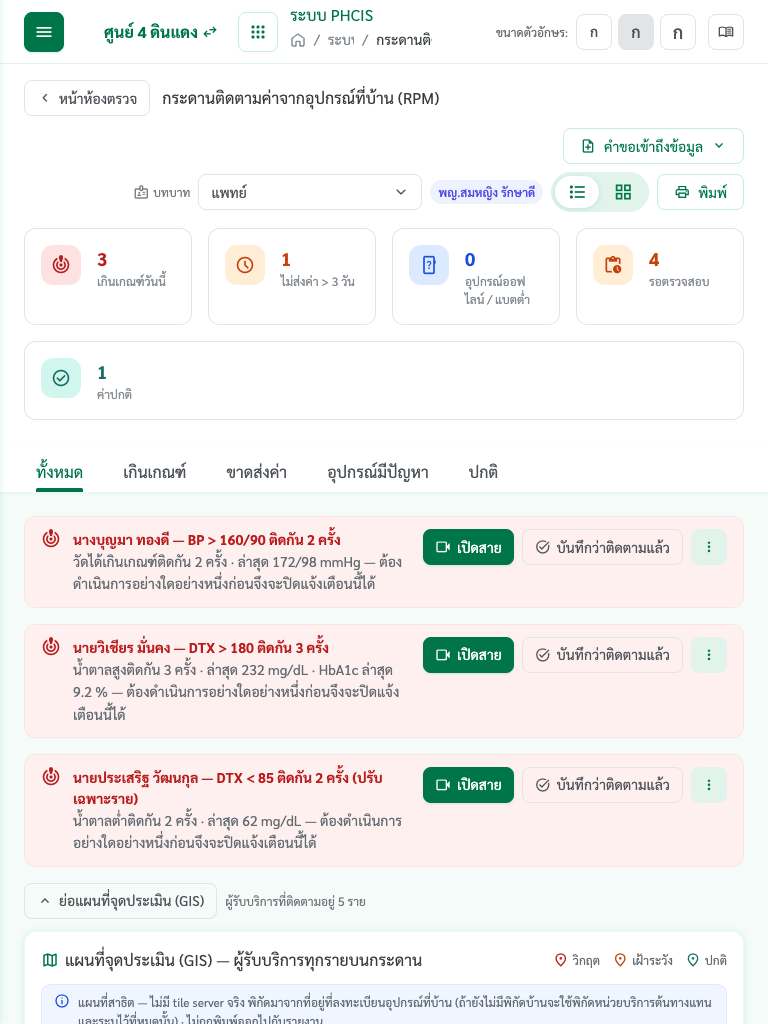 ศูนย์ 4 ดินแดง
ระบบ PHCIS
/ ระบบ / กระดานติ
ขนาดตัวอักษร: ก ก ก
หน้าห้องตรวจ กระดานติดตามค่าจากอุปกรณ์ที่บ้าน (RPM)
คำขอเข้าถึงข้อมูล
บทบาท แพทย์ พญ.สมหญิง รักษาดี พิมพ์
3
เกินเกณฑ์วันนี้
1
ไม่ส่งค่า > 3 วัน
0
อุปกรณ์ออฟ
ไลน์ / แบตต่ำ
4
รอตรวจสอบ
1
ค่าปกติ
ทั้งหมด เกินเกณฑ์ ขาดส่งค่า อุปกรณ์มีปัญหา ปกติ
นางบุญมา ทองดี — BP > 160/90 ติดกัน 2 ครั้ง
วัดได้เกินเกณฑ์ติดกัน 2 ครั้ง · ล่าสุด 172/98 mmHg — ต้อง
ดำเนินการอย่างใดอย่างหนึ่งก่อนจึงจะปิดแจ้งเตือนนี้ได้
เปิดสาย บันทึกว่าติดตามแล้ว
นายวิเชียร มั่นคง — DTX > 180 ติดกัน 3 ครั้ง
น้ำตาลสูงติดกัน 3 ครั้ง · ล่าสุด 232 mg/dL · HbA1c ล่าสุด
9.2 % — ต้องดำเนินการอย่างใดอย่างหนึ่งก่อนจึงจะปิดแจ้ง
เตือนนี้ได้
เปิดสาย บันทึกว่าติดตามแล้ว
นายประเสริฐ วัฒนกุล — DTX < 85 ติดกัน 2 ครั้ง (ปรับ
เฉพาะราย)
น้ำตาลต่ำติดกัน 2 ครั้ง · ล่าสุด 62 mg/dL — ต้องดำเนินการ
อย่างใดอย่างหนึ่งก่อนจึงจะปิดแจ้งเตือนนี้ได้
เปิดสาย บันทึกว่าติดตามแล้ว
ย่อแผนที่จุดประเมิน (GIS) ผู้รับบริการที่ติดตามอยู่ 5 ราย
แผนที่จุดประเมิน (GIS) — ผู้รับบริการทุกรายบนกระดาน
วิกฤต เฝ้าระวัง ปกติ
แผนที่สาธิต — ไม่มี tile server จริง พิกัดมาจากที่อยู่ที่ลงทะเบียนอุปกรณ์ที่บ้าน (ถ้ายังไม่มีพิกัดบ้านจะใช้พิกัดหน่วยบริการต้นทางแทน
และระบุไว้ที่หมุดนั้น) · ไม่ถูกพิมพ์ออกไปกับรายงาน